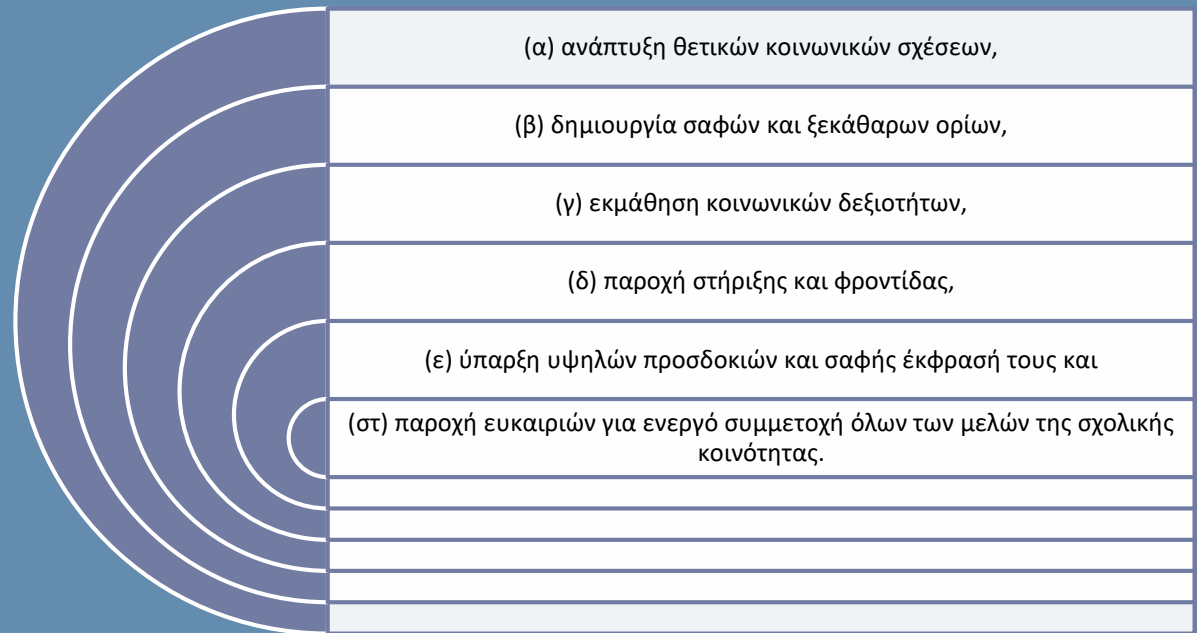 (α) ανάπτυξη θετικών κοινωνικών σχέσεων,
(β) δημιουργία σαφών και ξεκάθαρων ορίων,
(γ) εκμάθηση κοινωνικών δεξιοτήτων,
(δ) παροχή στήριξης και φροντίδας,
(ε) ύπαρξη υψηλών προσδοκιών και σαφής έκφρασή τους και
(στ) παροχή ευκαιριών για ενεργό συμμετοχή όλων των μελών της σχολικής
κοινότητας.